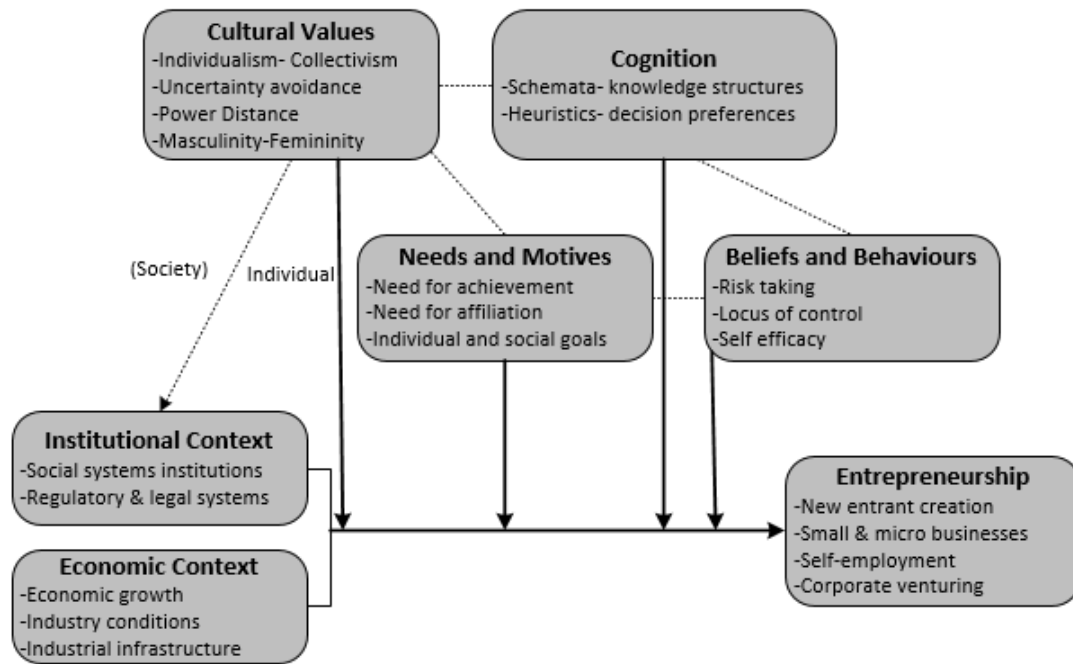 Cultural Values
-Individualism- Collectivism
-Uncertainty avoidance
-Power Distance
-Masculinity-Femininity
Cognition
-Schemata- knowledge structures
-Heuristics- decision preferences
(Society)
Individual
Needs and Motives
-Need for achievement
-Need for affiliation
-Individual and social goals
Beliefs and Behaviours
-Risk taking
-Locus of control
-Self efficacy
Institutional Context
-Social systems institutions
-Regulatory & legal systems
Economic Context
-Economic growth
-Industry conditions
-Industrial infrastructure
Entrepreneurship
-New entrant creation
-Small & micro businesses
-Self-employment
-Corporate venturing